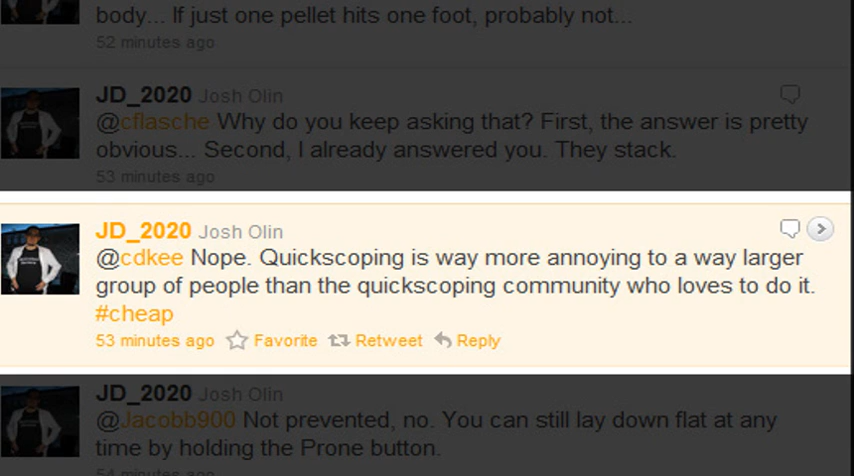 body... If just one pellet hits one foot, probably not...
52 minutes ago
JD_2020 Josh Olin
@cflasche Why do you keep asking that? First, the answer is pretty
obvious... Second, I already answered you. They stack.
53 minutes ago
JD_2020 Josh Olin
@cdkee Nope. Quickscoping is way more annoying to a way larger
group of people than the quickscoping community who loves to do it.
#cheap
53 minutes ago Favorite Retweet Reply
JD_2020 Josh Olin
@Jacobb900 Not prevented, no. You can still lay down flat at any
time by holding the Prone button.
54 minutes ago